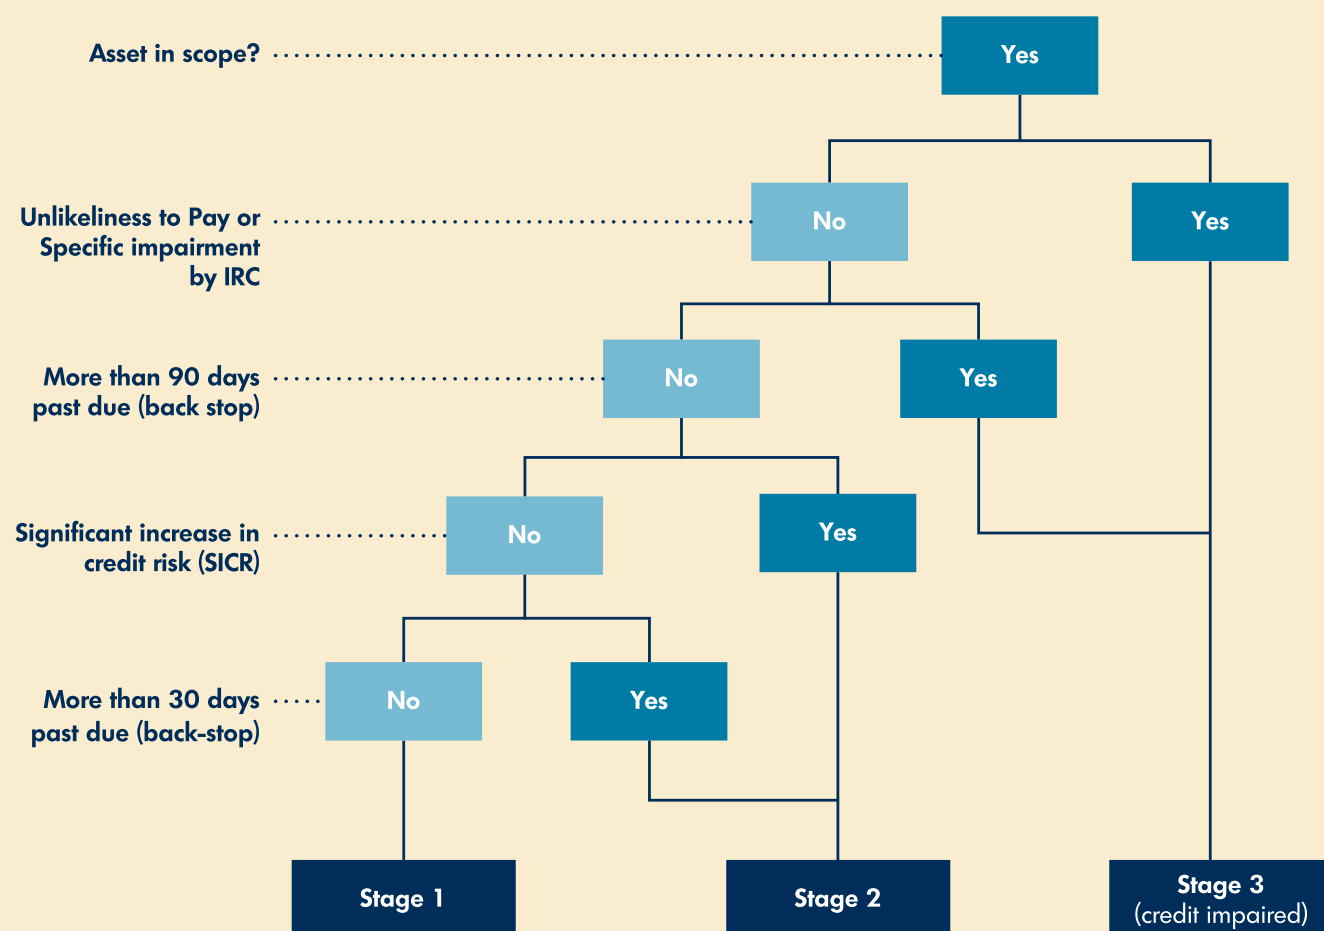 Asset in scope?
Yes
Unlikeliness to Pay or
Specific impairment
by IRC
No
Yes
More than 90 days
past due (back stop)
No
Yes
Significant increase in
credit risk (SICR)
No
Yes
More than 30 days
past due (back-stop)
No
Yes
Stage 1
Stage 2
Stage 3
(credit impaired)